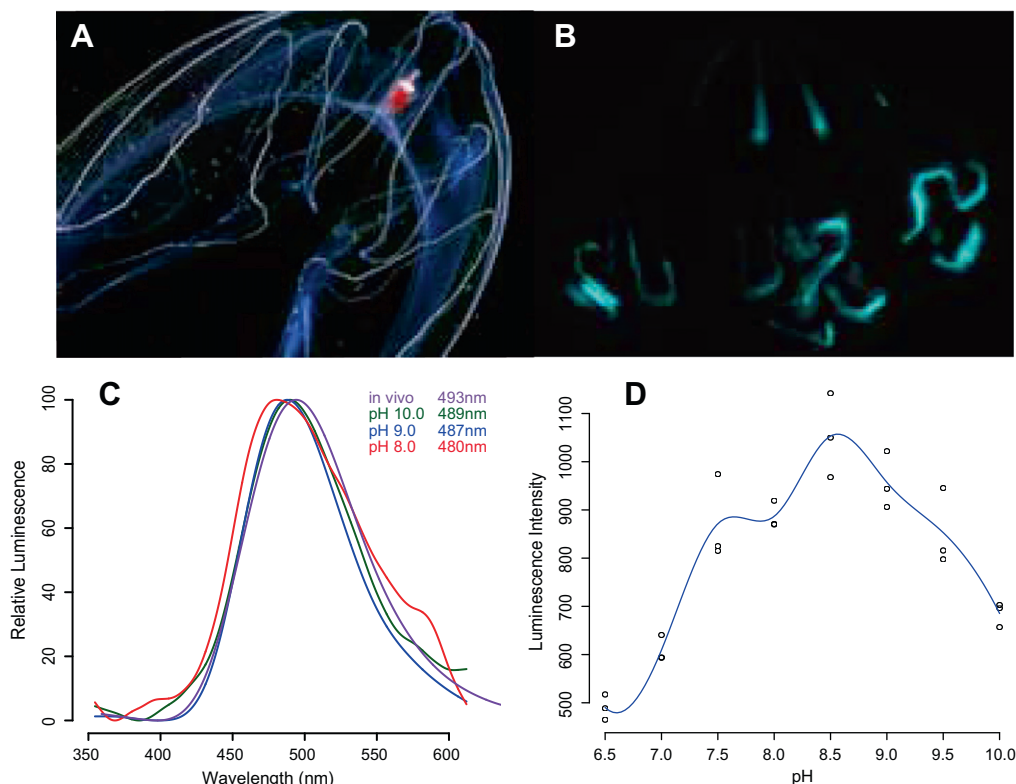 A
B
C
in vivo 493nm
pH 10.0 489nm
pH 9.0 487nm
pH 8.0 480nm
Relative Luminescence
0 20 40 60 80 100
350 400 450 500 550 600
Wavelength (nm)
D
Luminescence Intensity
500 600 700 800 900 1000 1100
6.5 7.0 7.5 8.0 8.5 9.0 9.5 10.0
pH